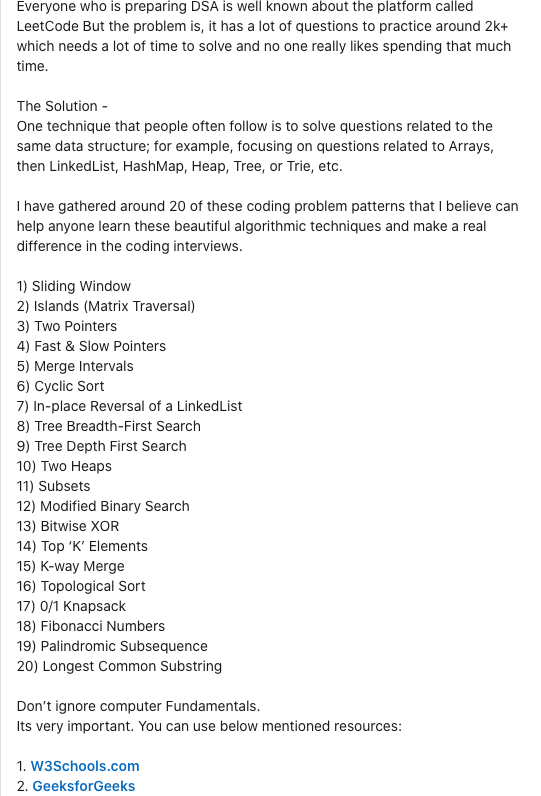 Everyone who is preparing DSA is well known about the platform called
LeetCode But the problem is, it has a lot of questions to practice around 2k+
which needs a lot of time to solve and no one really likes spending that much
time.
The Solution -
One technique that people often follow is to solve questions related to the
same data structure; for example, focusing on questions related to Arrays,
then LinkedList, HashMap, Heap, Tree, or Trie, etc.
I have gathered around 20 of these coding problem patterns that I believe can
help anyone learn these beautiful algorithmic techniques and make a real
difference in the coding interviews.
1) Sliding Window
2) Islands (Matrix Traversal)
3) Two Pointers
4) Fast & Slow Pointers
5) Merge Intervals
6) Cyclic Sort
7) In-place Reversal of a LinkedList
8) Tree Breadth-First Search
9) Tree Depth First Search
10) Two Heaps
11) Subsets
12) Modified Binary Search
13) Bitwise XOR
14) Top ‘K’ Elements
15) K-way Merge
16) Topological Sort
17) 0/1 Knapsack
18) Fibonacci Numbers
19) Palindromic Subsequence
20) Longest Common Substring
Don’t ignore computer Fundamentals.
Its very important. You can use below mentioned resources:
1. W3Schools.com
2. GeeksforGeeks